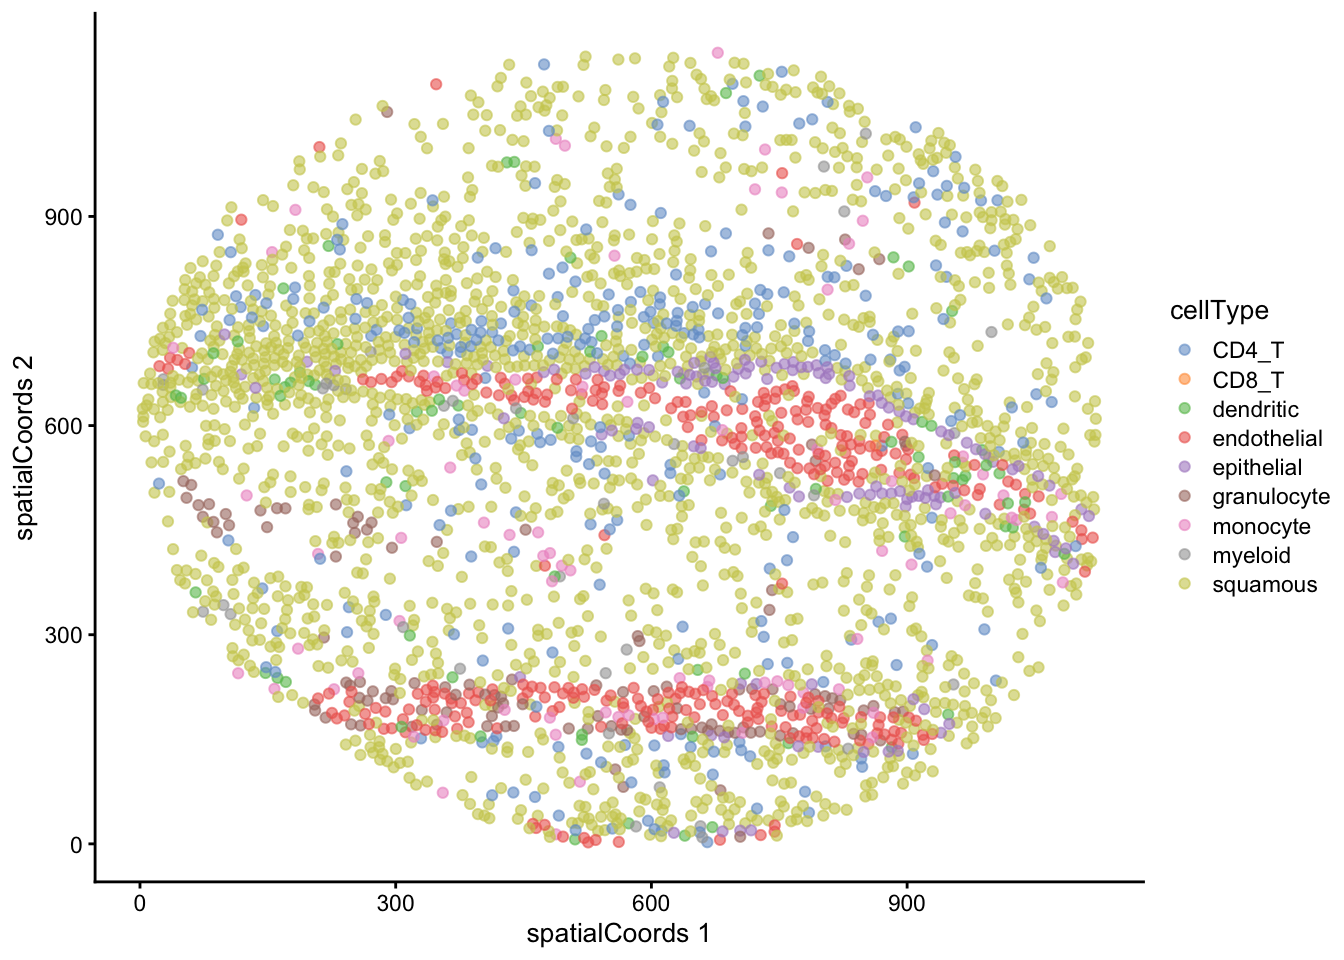 900
600
300
0
0 300 600 900
spatialCoords 1
spatialCoords 2
cellType
CD4_T
CD8_T
dendritic
endothelial
epithelial
granulocyte
monocyte
myeloid
squamous